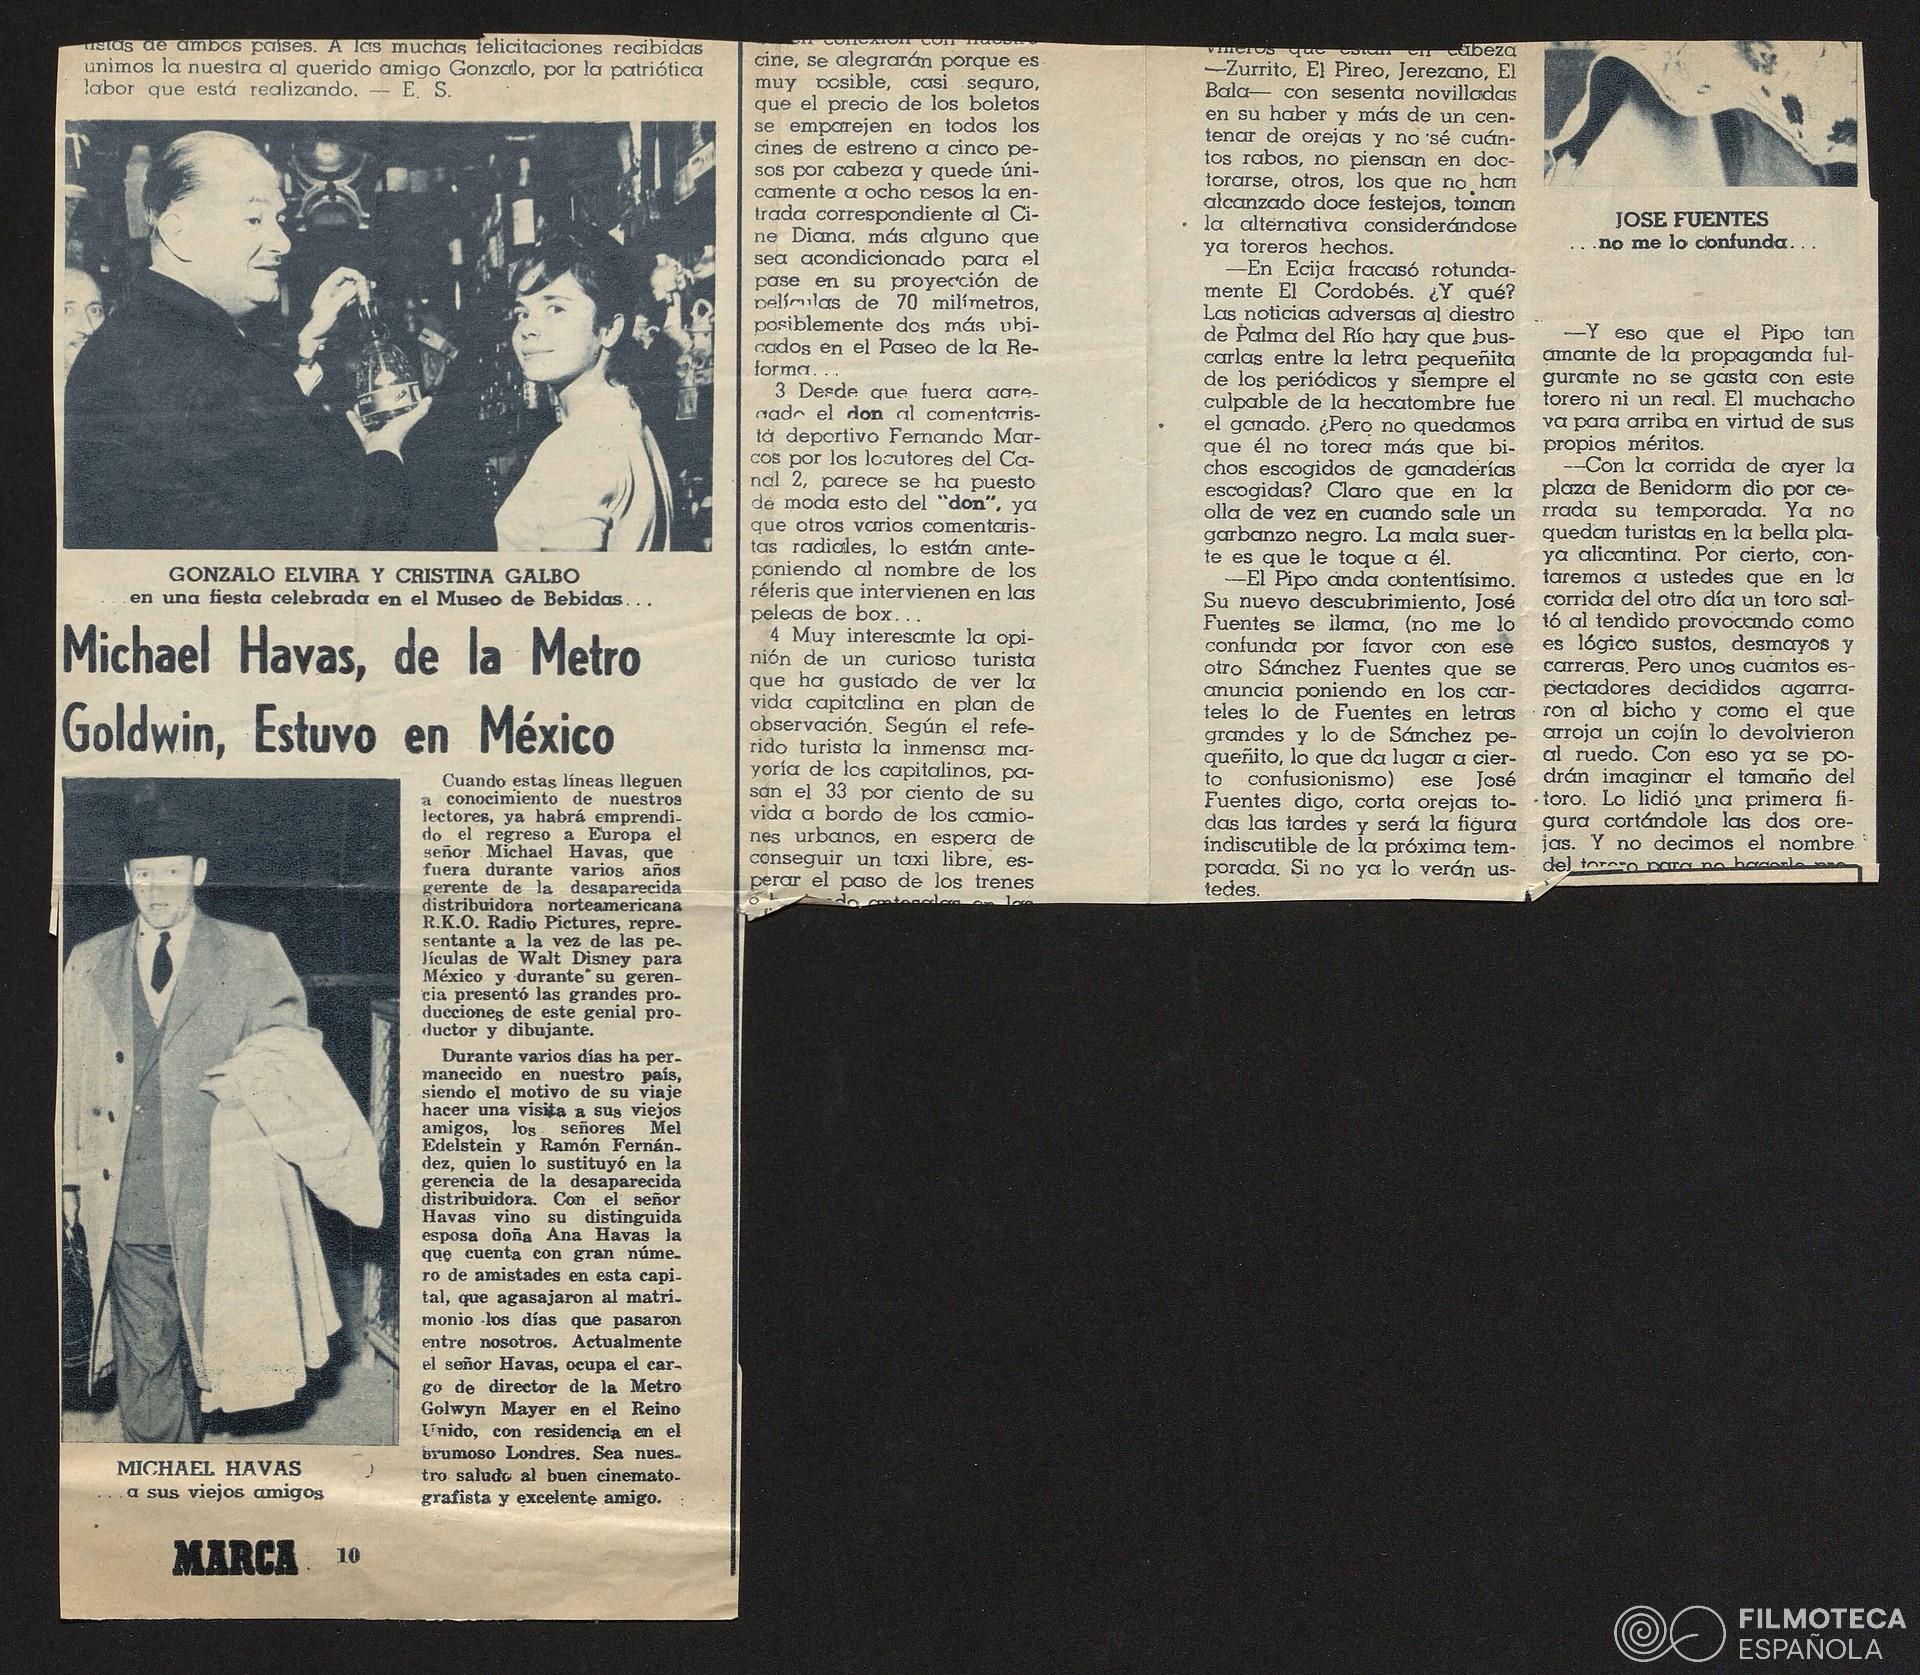 listas de ambos países. A las muchas felicitaciones recibidas
unimos la nuestra al querido amigo Gonzalo, por la patriótica
labor que está realizando. — E. S.
GONZALO ELVIRA Y CRISTINA GALBO
...en una fiesta celebrada en el Museo de Bebidas...
Michael Havas, de la Metro
Goldwin, Estuvo en México
Cuando estas líneas lleguen
a conocimiento de nuestros
lectores, ya habrá emprendi-
do el regreso a Europa el
señor Michael Havas, que
fuera durante varios años
gerente de la desaparecida
distribuidora norteamericana
R.K.O. Radio Pictures, repre-
sentante a la vez de las pe-
lículas de Walt Disney para
México y durante su geren-
cia presentó las grandes pro-
ducciones de este genial pro-
ductor y dibujante.
Durante varios días ha per-
manecido en nuestro país,
siendo el motivo de su viaje
hacer una visita a sus viejos
amigos, los señores Mel
Edelstein y Ramón Fernán-
dez, quien lo sustituyó en la
gerencia de la desaparecida
distribuidora. Con el señor
Havas vino su distinguida
esposa doña Ana Havas la
que cuenta con gran núme-
ro de amistades en esta capi-
tal, que agasajaron al matri-
monio los días que pasaron
entre nosotros. Actualmente
el señor Havas, ocupa el car-
go de director de la Metro
Golwyn Mayer en el Reino
Unido, con residencia en el
brumoso Londres. Sea nues-
tro saludo al buen cinemato-
grafista y excelente amigo.
MICHAEL HAVAS
...a sus viejos amigos
MARCA 10
en conexión con nuestro
cine, se alegrarán porque es
muy posible, casi seguro,
que el precio de los boletos
se emparejen en todos los
cines de estreno a cinco pe-
sos por cabeza y quede úni-
camente a ocho pesos la en-
trada correspondiente al Ci-
ne Diana, más alguno que
sea acondicionado para el
pase en su proyección de
películas de 70 milímetros,
posiblemente dos más ubi-
cados en el Paseo de la Re-
forma...
3 Desde que fuera agre-
gado el don al comentaris-
ta deportivo Fernando Mar-
cos por los locutores del Ca-
nal 2, parece se ha puesto
de moda esto del "don", ya
que otros varios comentaris-
tas radiales, lo están ante-
poniendo al nombre de los
réferis que intervienen en las
peleas de box...
4 Muy interesante la opi-
nión de un curioso turista
que ha gustado de ver la
vida capitalina en plan de
observación. Según el refe-
rido turista la inmensa ma-
yoría de los capitalinos, pa-
san el 33 por ciento de su
vida a bordo de los camio-
nes urbanos, en espera de
conseguir un taxi libre, es-
perar el paso de los trenes
antesalas en las
villeros que están en cabeza
—Zurrito, El Pireo, Jerezano, El
Bala— con sesenta novilladas
en su haber y más de un cen-
tenar de orejas y no sé cuán-
tos rabos, no piensan en doc-
torarse, otros, los que no han
alcanzado doce festejos, toman
la alternativa considerándose
ya toreros hechos.
—En Ecija fracasó rotunda-
mente El Cordobés. ¿Y qué?
Las noticias adversas al diestro
de Palma del Río hay que bus-
carlas entre la letra pequeñita
de los periódicos y siempre el
culpable de la hecatombe fue
el ganado. ¿Pero no quedamos
que él no torea más que bi-
chos escogidos de ganaderías
escogidas? Claro que en la
olla de vez en cuando sale un
garbanzo negro. La mala suer-
te es que le toque a él.
—El Pipo anda contentísimo.
Su nuevo descubrimiento, José
Fuentes se llama, (no me lo
confunda por favor con ese
otro Sánchez Fuentes que se
anuncia poniendo en los car-
teles lo de Fuentes en letras
grandes y lo de Sánchez pe-
queñito, lo que da lugar a cier-
to confusionismo) ese José
Fuentes digo, corta orejas to-
das las tardes y será la figura
indiscutible de la próxima tem-
porada. Si no ya lo verán us-
tedes.
JOSE FUENTES
...no me lo confunda...
—Y eso que el Pipo tan
amante de la propaganda ful-
gurante no se gasta con este
torero ni un real. El muchacho
va para arriba en virtud de sus
propios méritos.
—Con la corrida de ayer la
plaza de Benidorm dio por ce-
rrada su temporada. Ya no
quedan turistas en la bella pla-
ya alicantina. Por cierto, con-
taremos a ustedes que en la
corrida del otro día un toro sal-
tó al tendido provocando como
es lógico sustos, desmayos y
carreras. Pero unos cuantos es-
pectadores decididos agarra-
ron al bicho y como el que
arroja un cojín lo devolvieron
al ruedo. Con eso ya se po-
drán imaginar el tamaño del
toro. Lo lidió una primera fi-
gura cortándole las dos ore-
jas. Y no decimos el nombre
del torero para no hacerle pro-
FILMOTECA
ESPAÑOLA